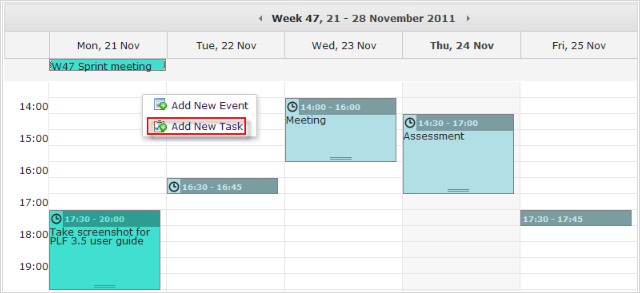 Week 47, 21 - 28 November 2011
Mon, 21 Nov
Tue, 22 Nov
Wed, 23 Nov
Thu, 24 Nov
Fri, 25 Nov
W47 Sprint meeting
Add New Event
Add New Task
14:00
15:00
16:00
17:00
18:00
19:00
14:00 - 16:00
Meeting
14:30 - 17:00
Assessment
16:30 - 16:45
17:30 - 20:00
Take screenshot for
PLF 3.5 user guide
17:30 - 17:45